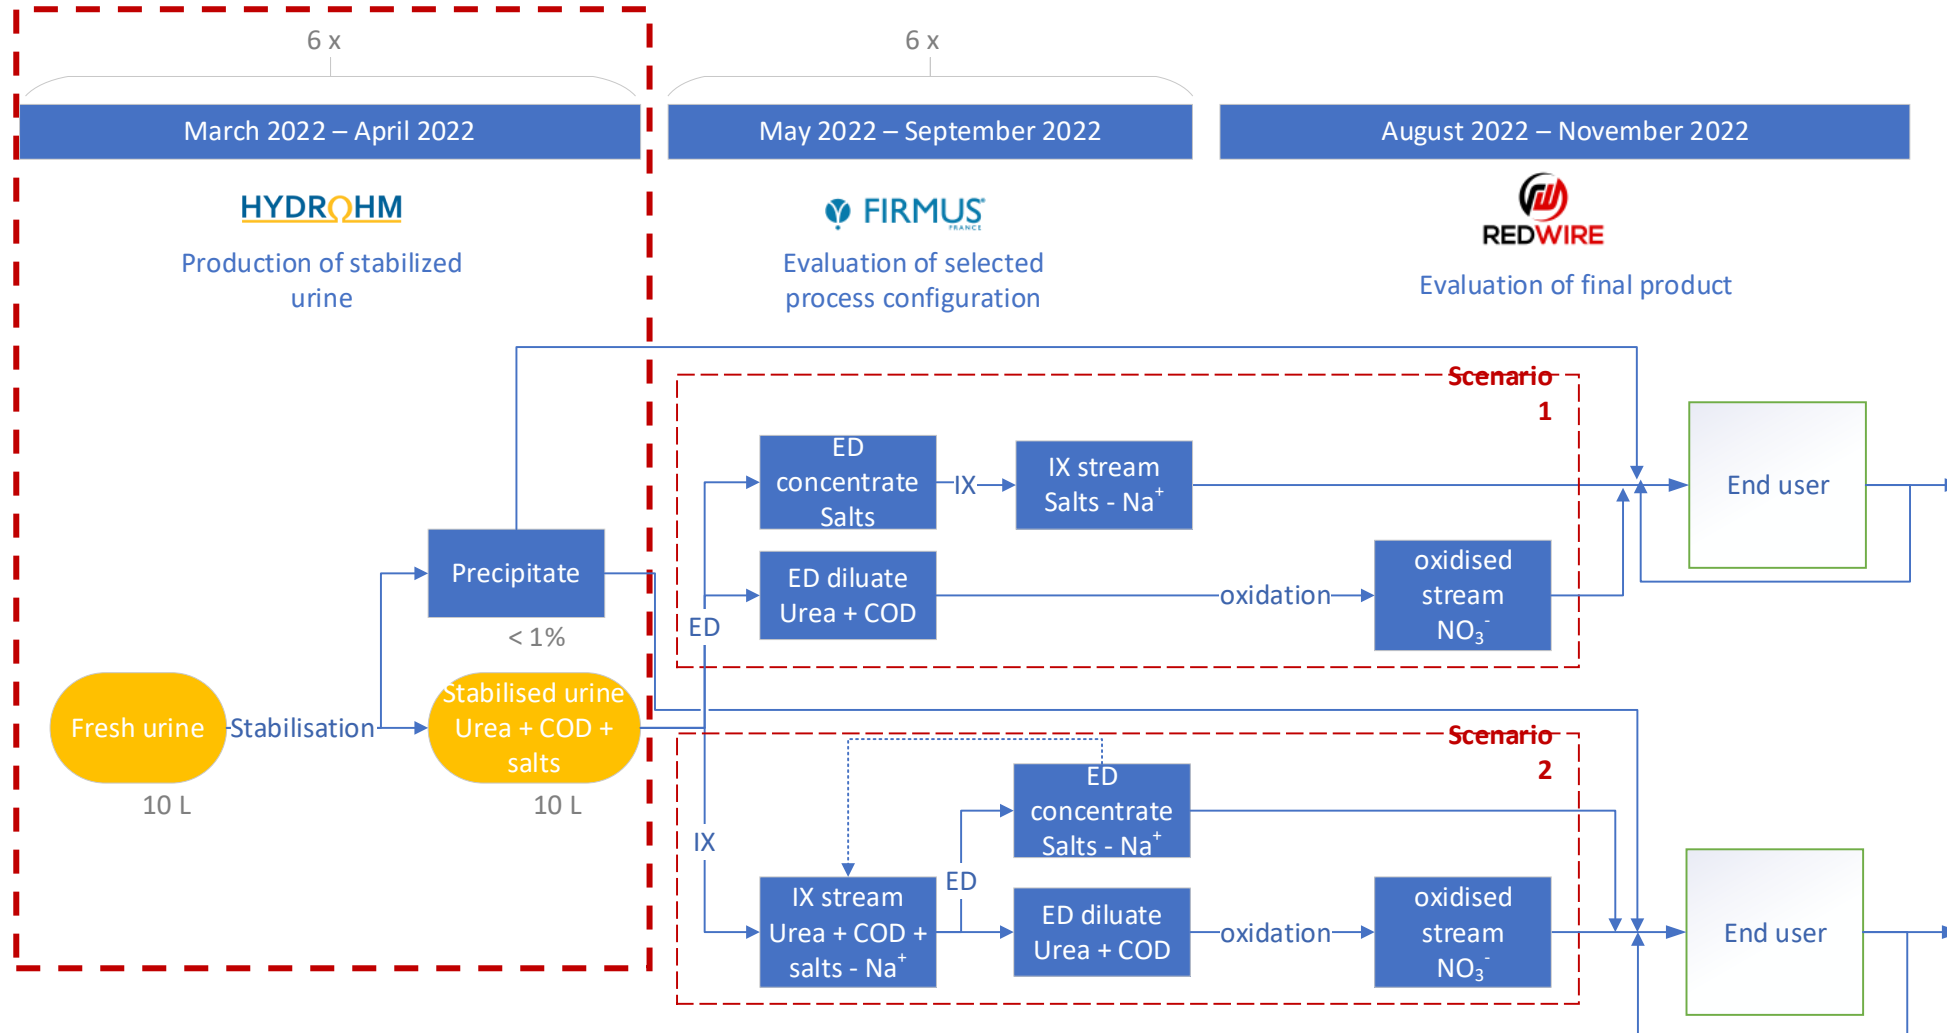 6 x
6 x
March 2022 – April 2022
May 2022 – September 2022
August 2022 – November 2022
HYDROHM
FIRMUS
FRANCE
REDWIRE
Production of stabilized
urine
Evaluation of selected
process configuration
Evaluation of final product
Scenario
1
ED
concentrate
Salts
IX
IX stream
Salts - Na⁺
End user
Precipitate
< 1%
ED
ED diluate
Urea + COD
oxidation
oxidised
stream
NO₃⁻
Fresh urine
10 L
Stabilisation
Stabilised urine
Urea + COD +
salts
10 L
Scenario
2
IX
IX stream
Urea + COD +
salts - Na⁺
ED
ED
concentrate
Salts - Na⁺
ED diluate
Urea + COD
oxidation
oxidised
stream
NO₃⁻
End user